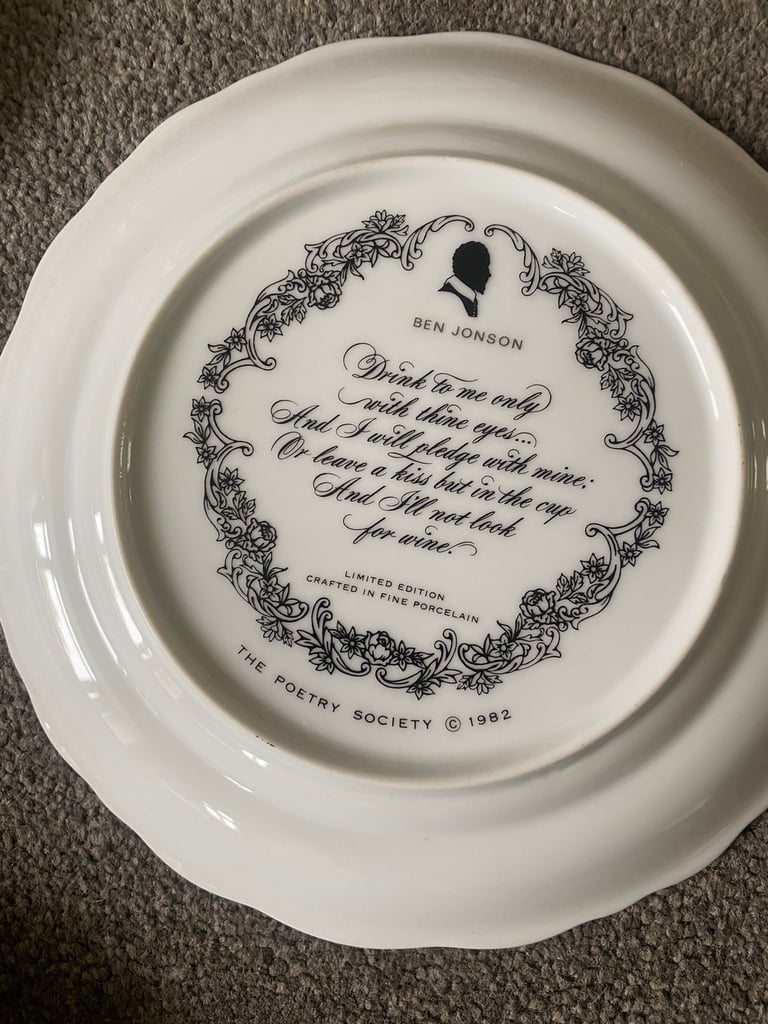 BEN JONSON
Drink to me only
with thine eyes...
And I will pledge with mine;
Or leave a kiss but in the cup
And I'll not look
for wine.
LIMITED EDITION
CRAFTED IN FINE PORCELAIN
THE POETRY SOCIETY © 1982